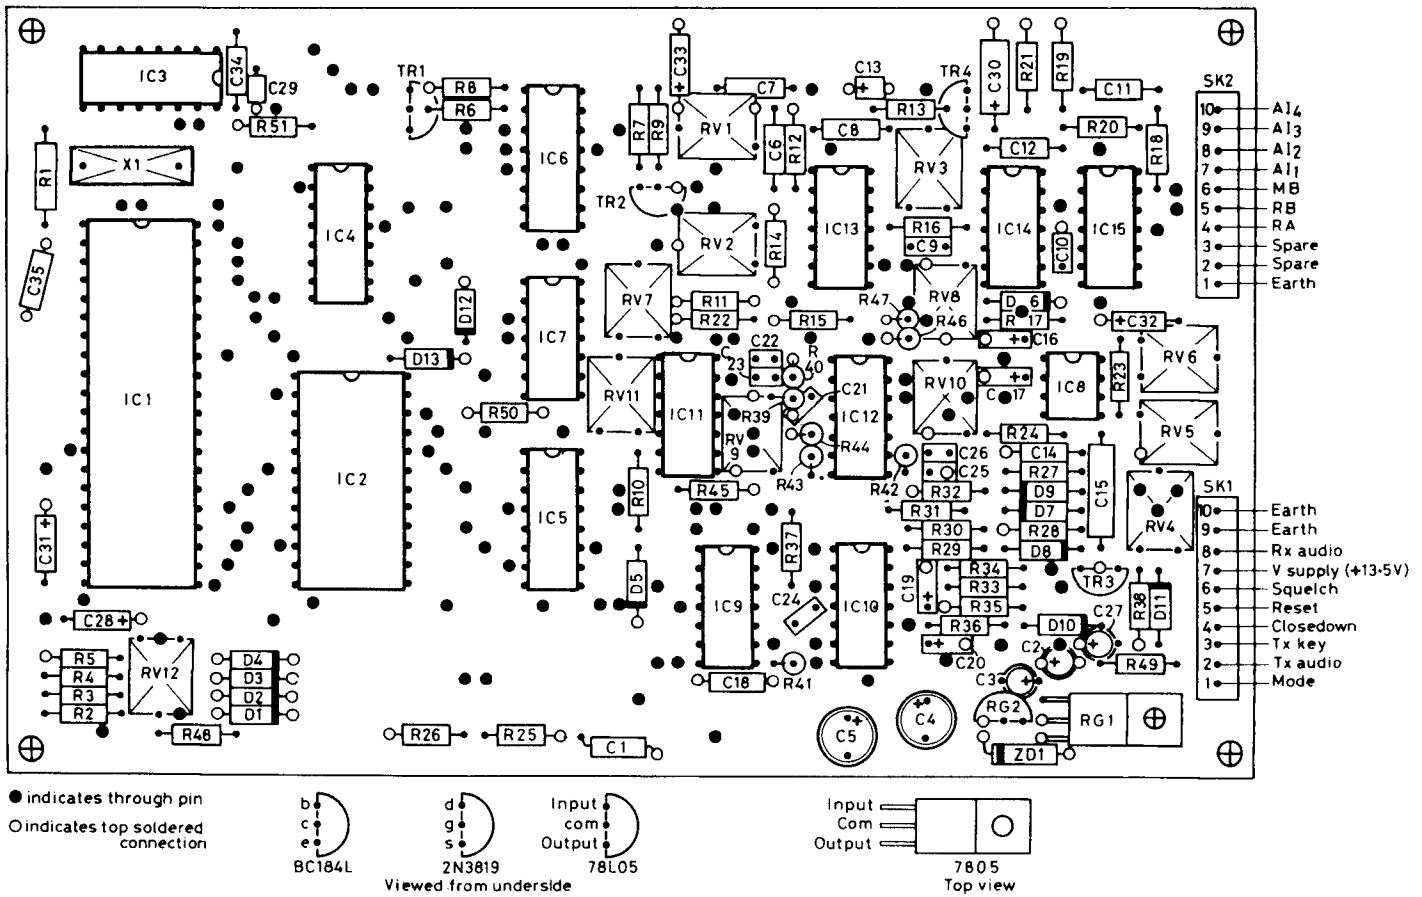 IC3
C34
C29
R51
TR1
R8
R6
IC6
C33
R7
R9
RV1
C7
C6
R12
C13
R13
TR4
C8
RV3
C30
R21
R19
C11
C12
R20
R18
SK2
10 AI4
9 AI3
8 AI2
7 AI1
6 MB
5 RB
4 RA
3 Spare
2 Spare
1 Earth
R1
X1
IC4
TR2
RV2
R14
IC13
R16
C9
IC14
C10
IC15
C35
D12
RV7
R11
R22
R15
R47
R46
RV8
D 6
R 17
C16
C32
RV6
IC7
D13
C 23
C22
R 40
IC1
IC2
R50
RV11
IC11
R39
RV 9
C21
IC12
R44
R43
R42
RV10
C 17
IC8
R23
RV5
R24
C31 +
IC5
R10
R45
C26
C25
R32
R31
R30
R29
C14
R27
D9
D7
R28
D8
C15
RV4
SK1
10 Earth
9 Earth
8 Rx audio
7 V supply (+13·5V)
6 Squelch
5 Reset
4 Closedown
3 Tx key
2 Tx audio
1 Mode
D5
IC9
R37
C24
IC10
C19
R34
R33
R35
R36
C20
TR3
D10
C27
R38
D11
C2
C3
R49
C28 +
R5
R4
R3
R2
RV12
D4
D3
D2
D1
R48
R26
R25
C1
C18
R41
C5
C4
RG2
RG1
ZD1
indicates through pin
indicates top soldered
connection
b
c
e
BC184L
d
g
s
2N3819
Input
com
Output
78L05
Viewed from underside
Input
Com
Output
7805
Top view